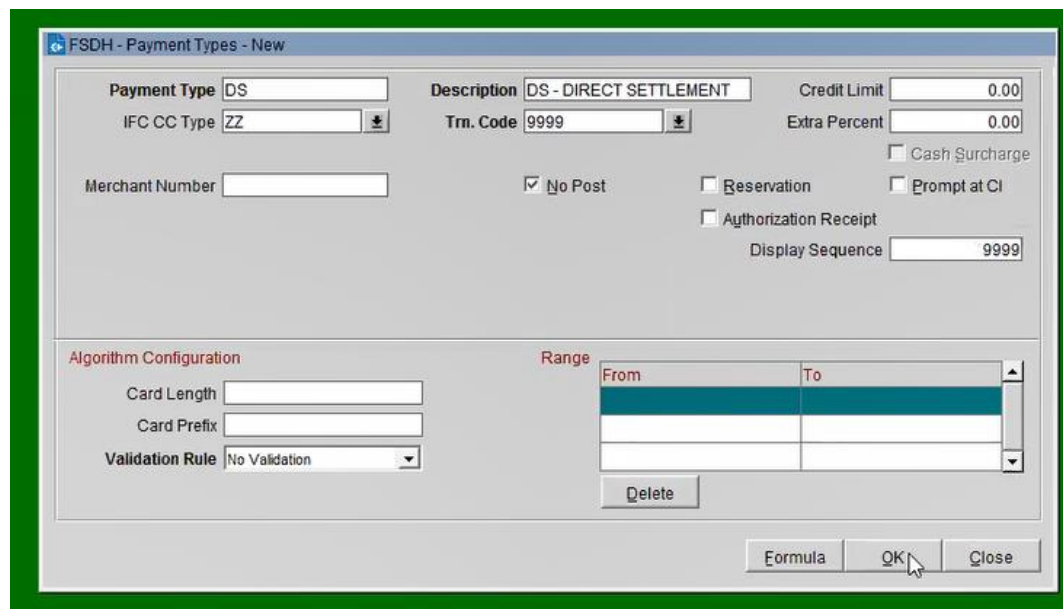 FSDH - Payment Types - New
Payment Type DS Description DS - DIRECT SETTLEMENT Credit Limit 0.00
IFC CC Type ZZ Trn. Code 9999 Extra Percent 0.00
Cash Surcharge
Merchant Number No Post Reservation Prompt at CI
Authorization Receipt
Display Sequence 9999
Algorithm Configuration Range
From To
Card Length
Card Prefix
Validation Rule No Validation
Delete
Formula OK Close